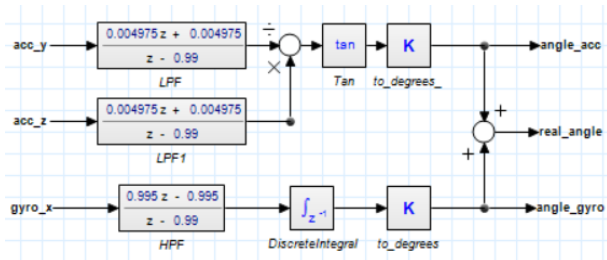 0.004975 z + 0.004975
z - 0.99
acc_y
÷
×
LPF
tan
Tan
K
to_degrees_
angle_acc
0.004975 z + 0.004975
z - 0.99
acc_z
LPF1
+
+
real_angle
0.995 z - 0.995
z - 0.99
gyro_x
HPF
∫z⁻¹
DiscreteIntegral
K
to_degrees
angle_gyro